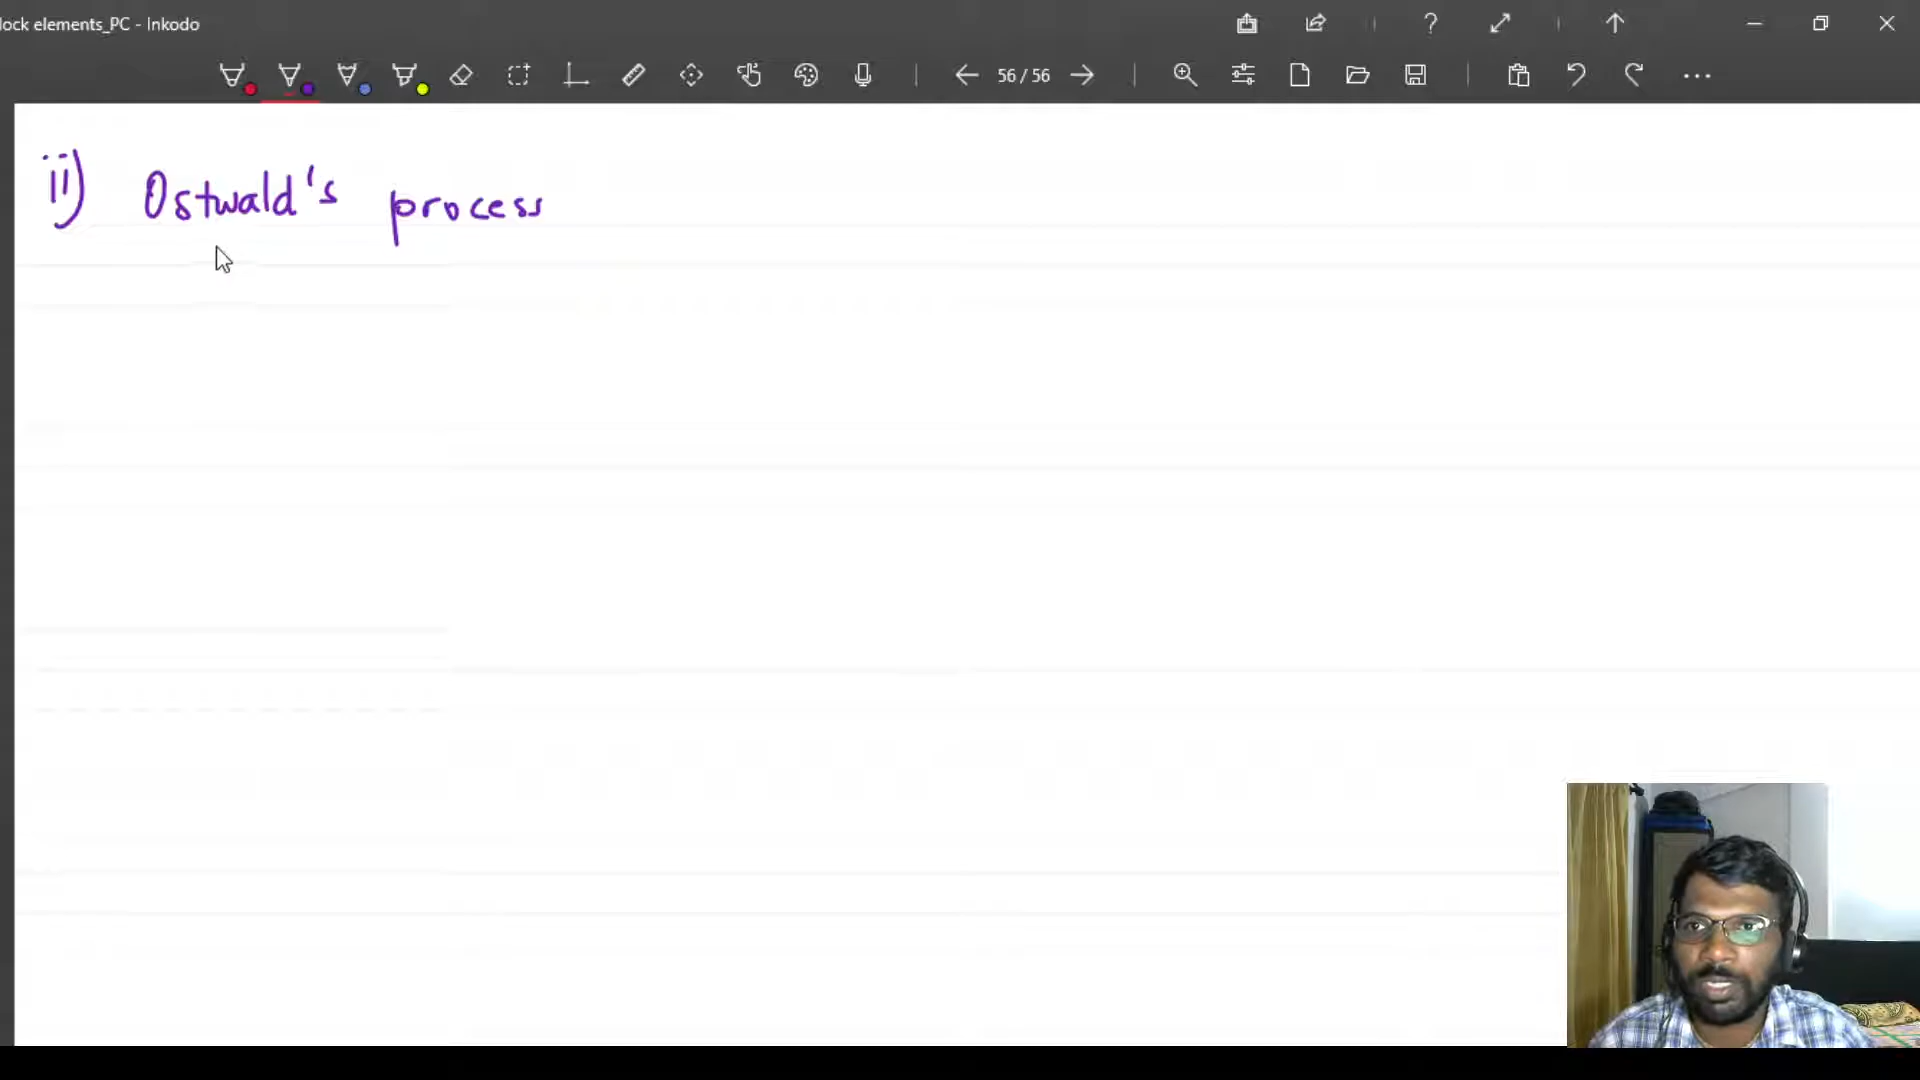 lock elements_PC - Inkodo
56 / 56
ii) Ostwald's process